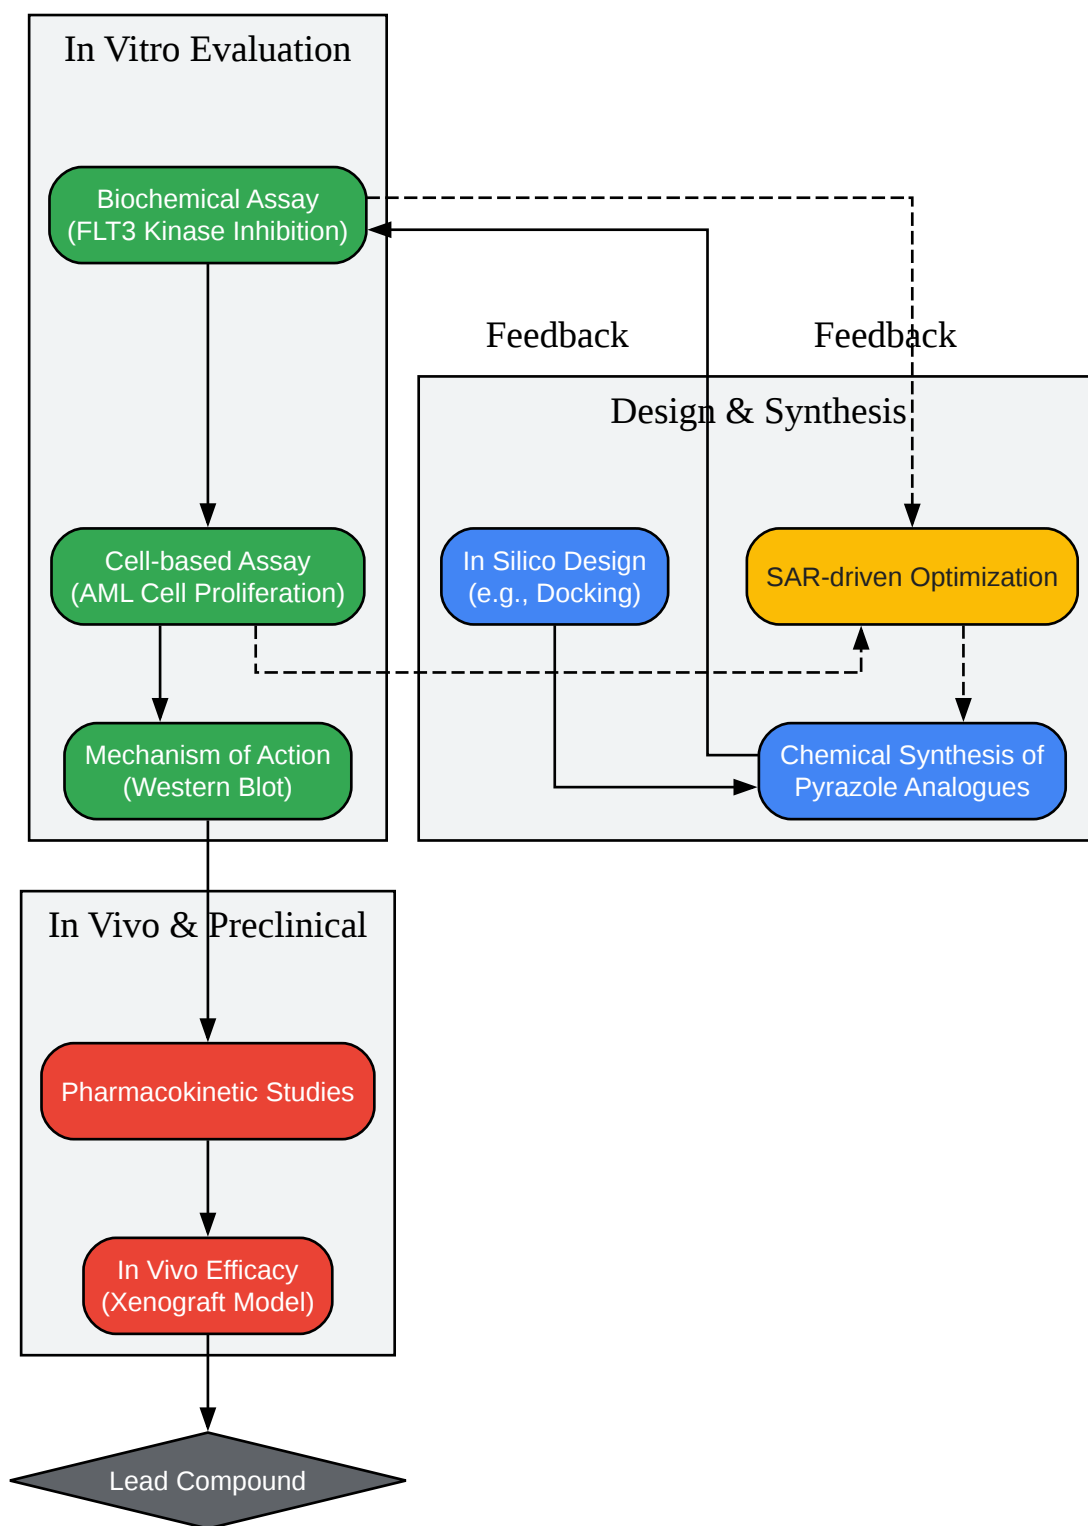 In Vitro Evaluation
Biochemical Assay
(FLT3 Kinase Inhibition)
Feedback
Feedback
Design & Synthesis
Cell-based Assay
(AML Cell Proliferation)
In Silico Design
(e.g., Docking)
SAR-driven Optimization
Mechanism of Action
(Western Blot)
Chemical Synthesis of
Pyrazole Analogues
In Vivo & Preclinical
Pharmacokinetic Studies
In Vivo Efficacy
(Xenograft Model)
Lead Compound